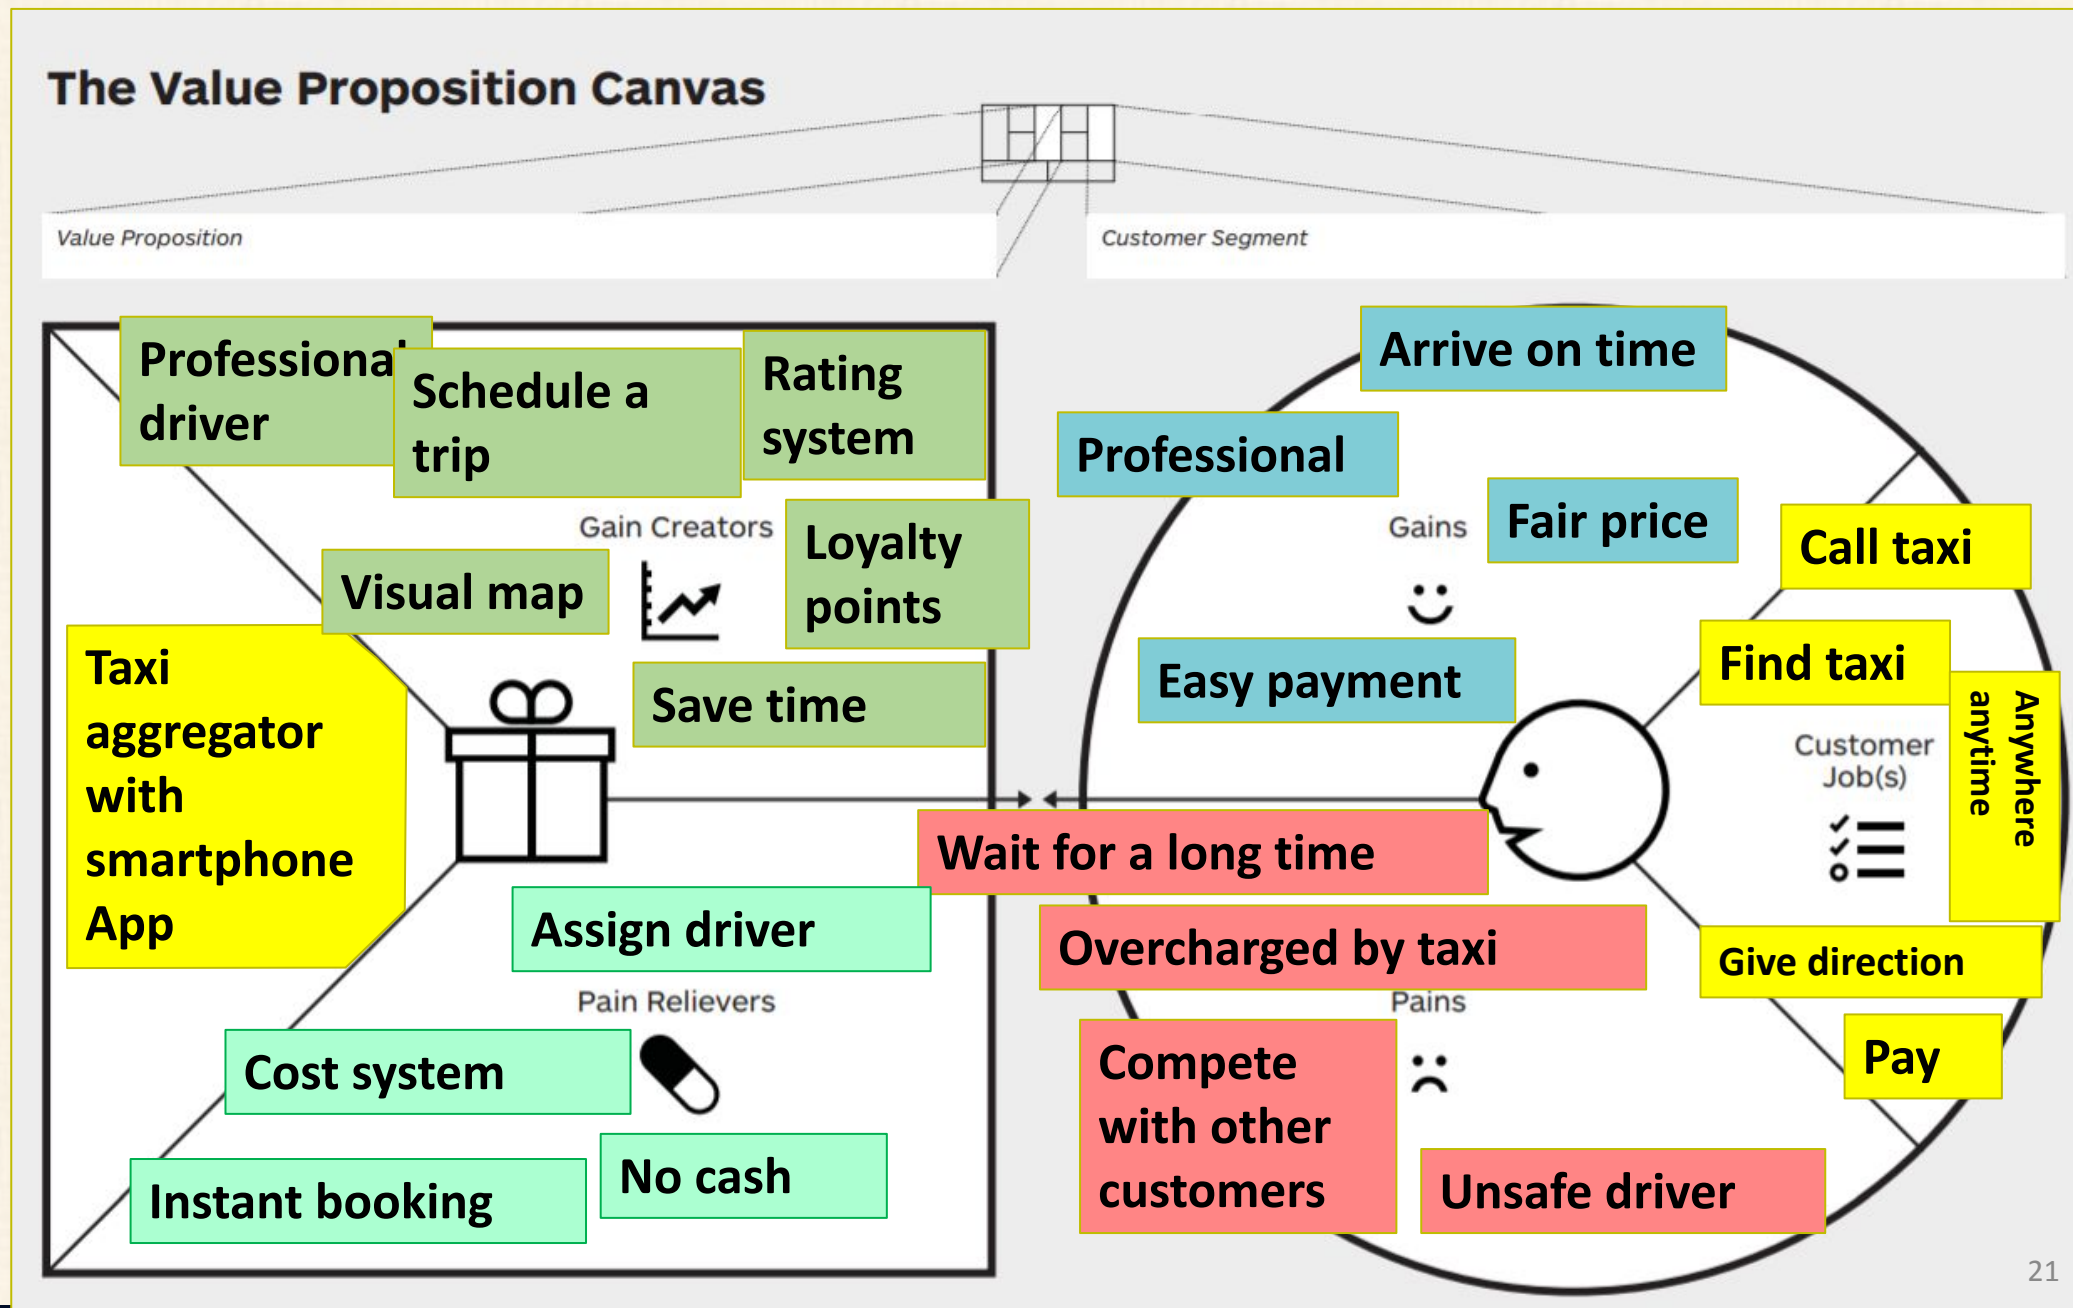 The Value Proposition Canvas
Value Proposition
Customer Segment
Professional
driver
Schedule a
trip
Rating
system
Gain Creators
Loyalty
points
Visual map
Save time
Taxi
aggregator
with
smartphone
App
Assign driver
Pain Relievers
Cost system
No cash
Instant booking
Arrive on time
Professional
Gains
Fair price
Easy payment
Call taxi
Find taxi
Customer
Job(s)
Anywhere
anytime
Give direction
Pay
Wait for a long time
Overcharged by taxi
Pains
Compete
with other
customers
Unsafe driver
21